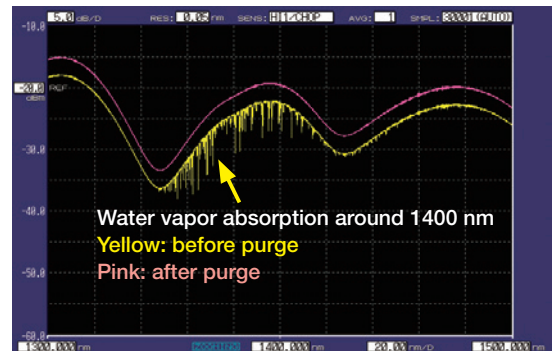 5.0 dB/D RES: 0.05 nm SENS: H 1/CHOP AVG: 1 SMPL: 30001 (AUTO)
-10.0
-20.0 REF
dBm
-30.0
-40.0
Water vapor absorption around 1400 nm
Yellow: before purge
Pink: after purge
-50.0
-60.0
1300.000 nm 1400.000 nm 20.00 nm/D 1500.000 nm